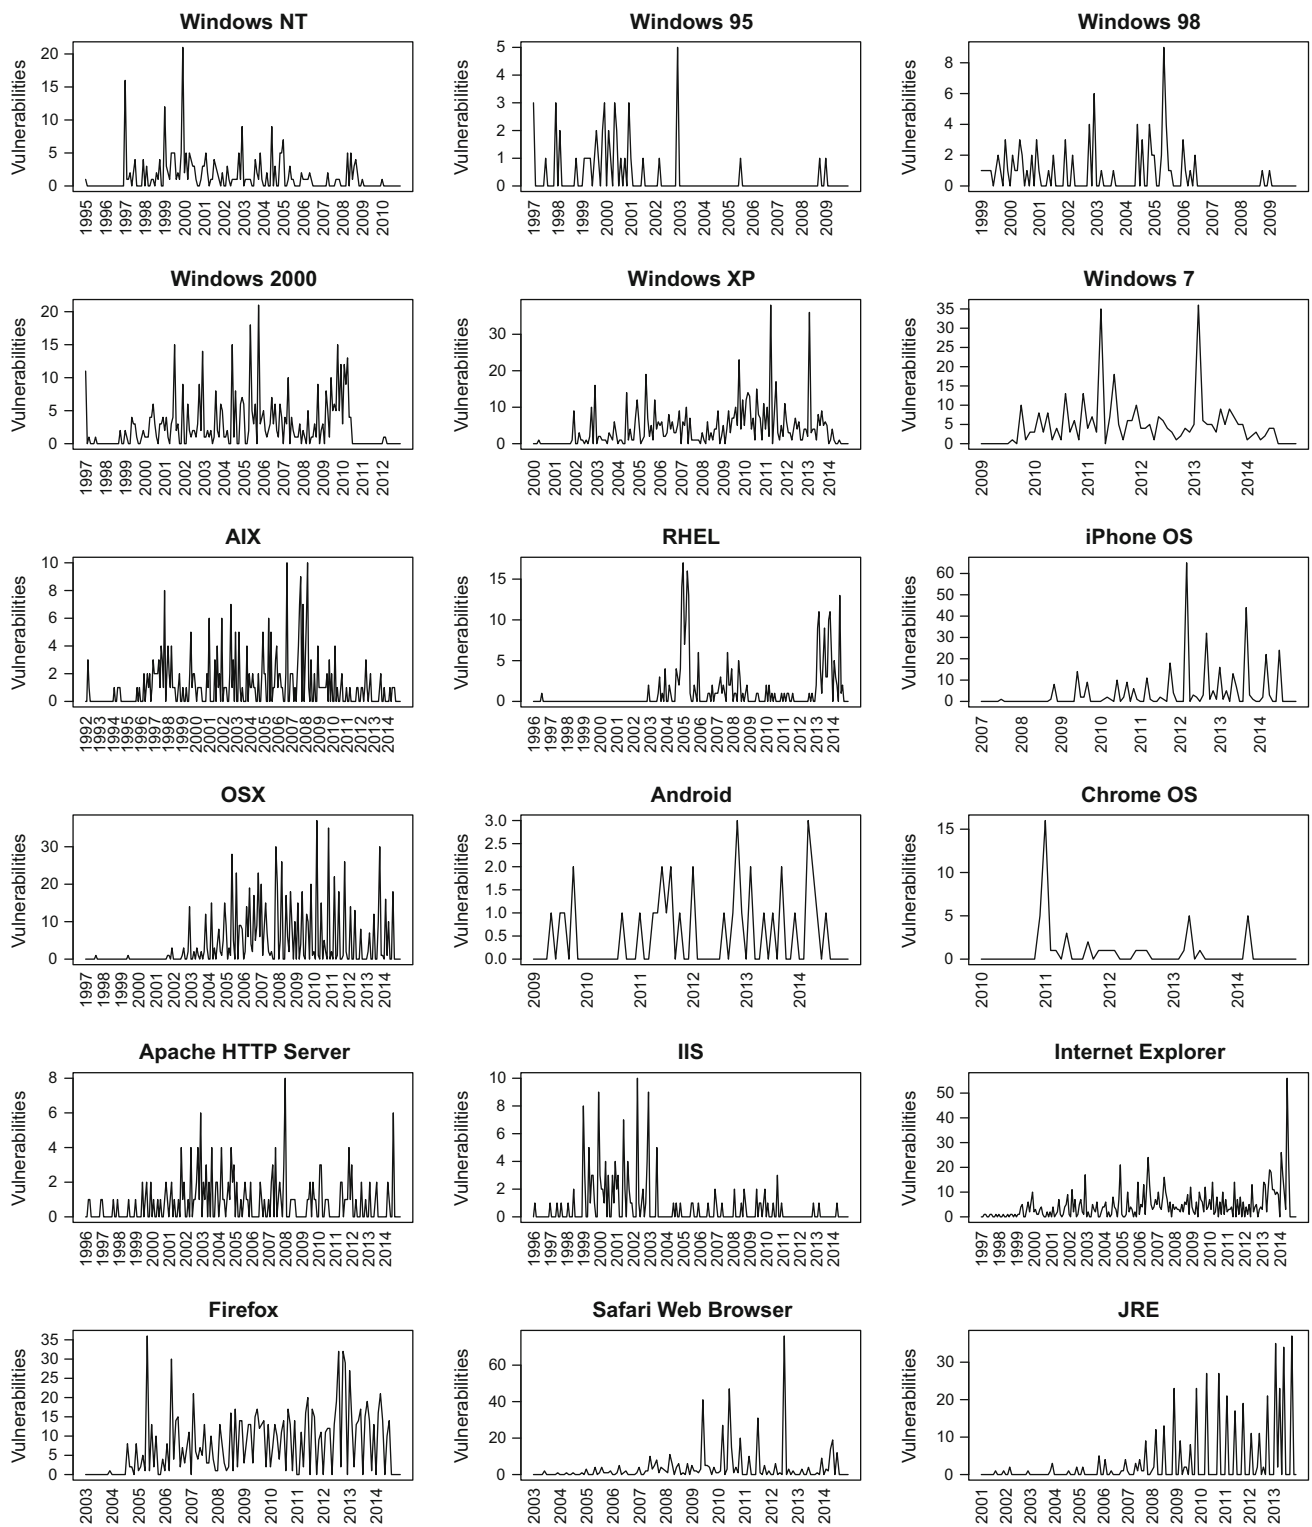 Windows NT
Vulnerabilities
20
15
10
5
0
1995 1996 1997 1998 1999 2000 2001 2002 2003 2004 2005 2006 2007 2008 2009 2010
Windows 95
Vulnerabilities
5
4
3
2
1
0
1997 1998 1999 2000 2001 2002 2003 2004 2005 2006 2007 2008 2009
Windows 98
Vulnerabilities
8
6
4
2
0
1999 2000 2001 2002 2003 2004 2005 2006 2007 2008 2009
Windows 2000
Vulnerabilities
20
15
10
5
0
1997 1998 1999 2000 2001 2002 2003 2004 2005 2006 2007 2008 2009 2010 2012
Windows XP
Vulnerabilities
30
20
10
0
2000 2001 2002 2003 2004 2005 2006 2007 2008 2009 2010 2011 2012 2013 2014
Windows 7
Vulnerabilities
35
30
25
20
15
10
5
0
2009 2010 2011 2012 2013 2014
AIX
Vulnerabilities
10
8
6
4
2
0
1992 1993 1994 1995 1996 1997 1998 1999 2000 2001 2002 2003 2004 2005 2006 2007 2008 2009 2010 2011 2012 2013 2014
RHEL
Vulnerabilities
15
10
5
0
1996 1997 1998 1999 2000 2001 2002 2003 2004 2005 2006 2007 2008 2009 2010 2011 2012 2013 2014
iPhone OS
Vulnerabilities
60
50
40
30
20
10
0
2007 2008 2009 2010 2011 2012 2013 2014
OSX
Vulnerabilities
30
20
10
0
1997 1998 1999 2000 2001 2002 2003 2004 2005 2006 2007 2008 2009 2010 2011 2012 2013 2014
Android
Vulnerabilities
3.0
2.5
2.0
1.5
1.0
0.5
0.0
2009 2010 2011 2012 2013 2014
Chrome OS
Vulnerabilities
15
10
5
0
2010 2011 2012 2013 2014
Apache HTTP Server
Vulnerabilities
8
6
4
2
0
1996 1997 1998 1999 2000 2001 2002 2003 2004 2005 2006 2007 2008 2009 2010 2011 2012 2013 2014
IIS
Vulnerabilities
10
8
6
4
2
0
1996 1997 1998 1999 2000 2001 2002 2003 2004 2005 2006 2007 2008 2009 2010 2011 2013 2014
Internet Explorer
Vulnerabilities
50
40
30
20
10
0
1997 1998 1999 2000 2001 2002 2003 2004 2005 2006 2007 2008 2009 2010 2011 2012 2013 2014
Firefox
Vulnerabilities
35
30
25
20
15
10
5
0
2003 2004 2005 2006 2007 2008 2009 2010 2011 2012 2013 2014
Safari Web Browser
Vulnerabilities
60
40
20
0
2003 2004 2005 2006 2007 2008 2009 2010 2011 2012 2013 2014
JRE
Vulnerabilities
30
20
10
0
2001 2002 2003 2004 2005 2006 2007 2008 2009 2010 2011 2012 2013